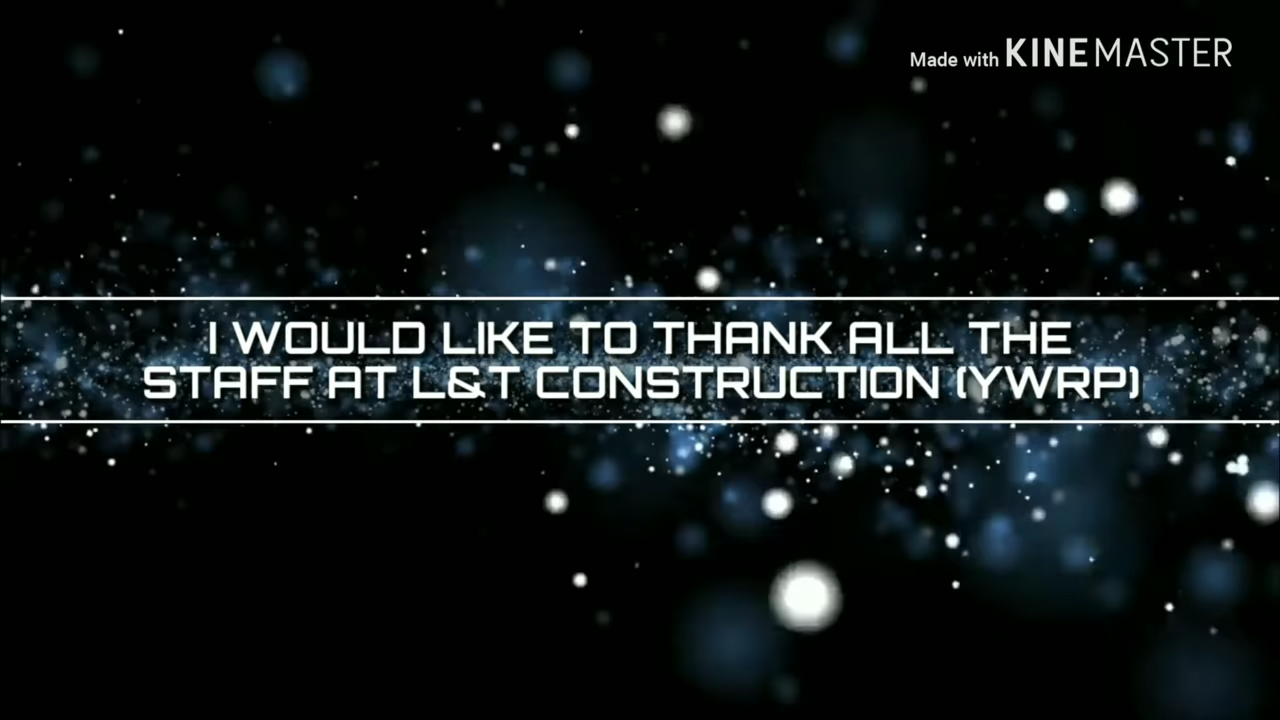 Made with KINEMASTER
I WOULD LIKE TO THANK ALL THE
STAFF AT L&T CONSTRUCTION (YWRP)